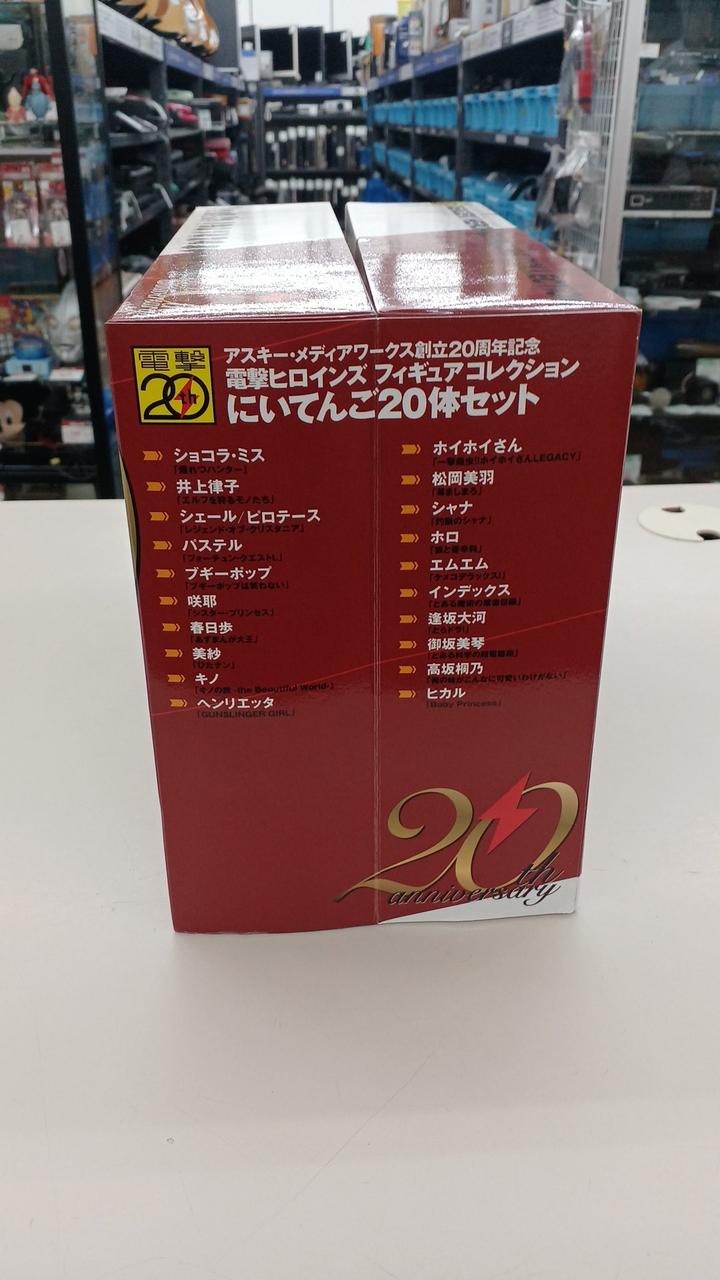 電撃
20th
アスキー・メディアワークス創立20周年記念
電撃ヒロインズ フィギュアコレクション
にいてんご20体セット
ショコラ・ミス
「爆れつハンター」
井上律子
「エルフを狩るモノたち」
シェール/ピロテース
「レジェンド・オブ・クリスタニア」
パステル
「フォーチュン・クエストL」
ブギーポップ
「ブギーポップは笑わない」
咲耶
「シスター・プリンセス」
春日歩
「あずまんが大王」
美紗
「ぴたテン」
キノ
「キノの旅 -the Beautiful World-」
ヘンリエッタ
「GUNSLINGER GIRL」
ホイホイさん
「一撃殺虫!!ホイホイさんLEGACY」
松岡美羽
「苺ましまろ」
シャナ
「灼眼のシャナ」
ホロ
「狼と香辛料」
エムエム
「ケメコデラックス!」
インデックス
「とある魔術の禁書目録」
逢坂大河
「とらドラ!」
御坂美琴
「とある科学の超電磁砲」
高坂桐乃
「俺の妹がこんなに可愛いわけがない」
ヒカル
「Baby Princess」
20th
anniversary